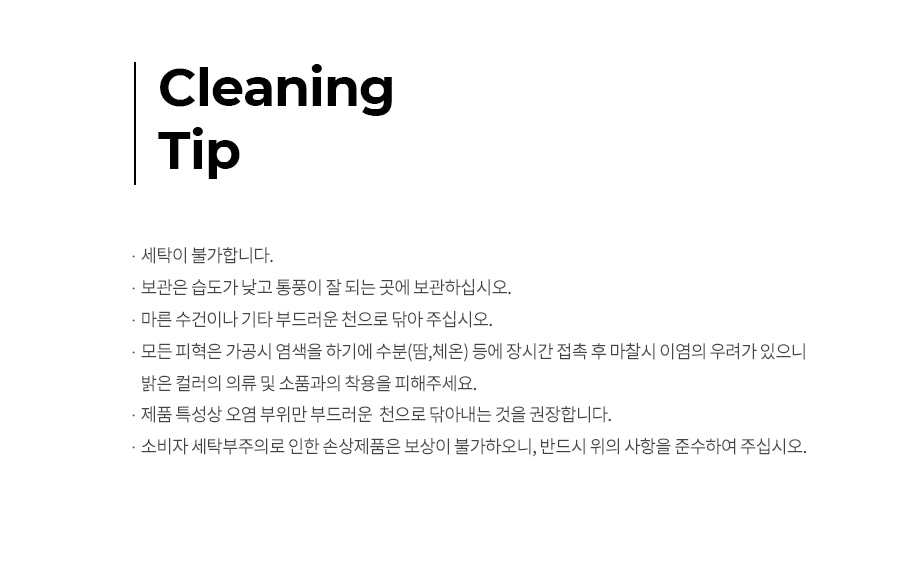 Cleaning
Tip
· 세탁이 불가합니다.
· 보관은 습도가 낮고 통풍이 잘 되는 곳에 보관하십시오.
· 마른 수건이나 기타 부드러운 천으로 닦아 주십시오.
· 모든 피혁은 가공시 염색을 하기에 수분(땀,체온) 등에 장시간 접촉 후 마찰시 이염의 우려가 있으니
밝은 컬러의 의류 및 소품과의 착용을 피해주세요.
· 제품 특성상 오염 부위만 부드러운 천으로 닦아내는 것을 권장합니다.
· 소비자 세탁부주의로 인한 손상제품은 보상이 불가하오니, 반드시 위의 사항을 준수하여 주십시오.